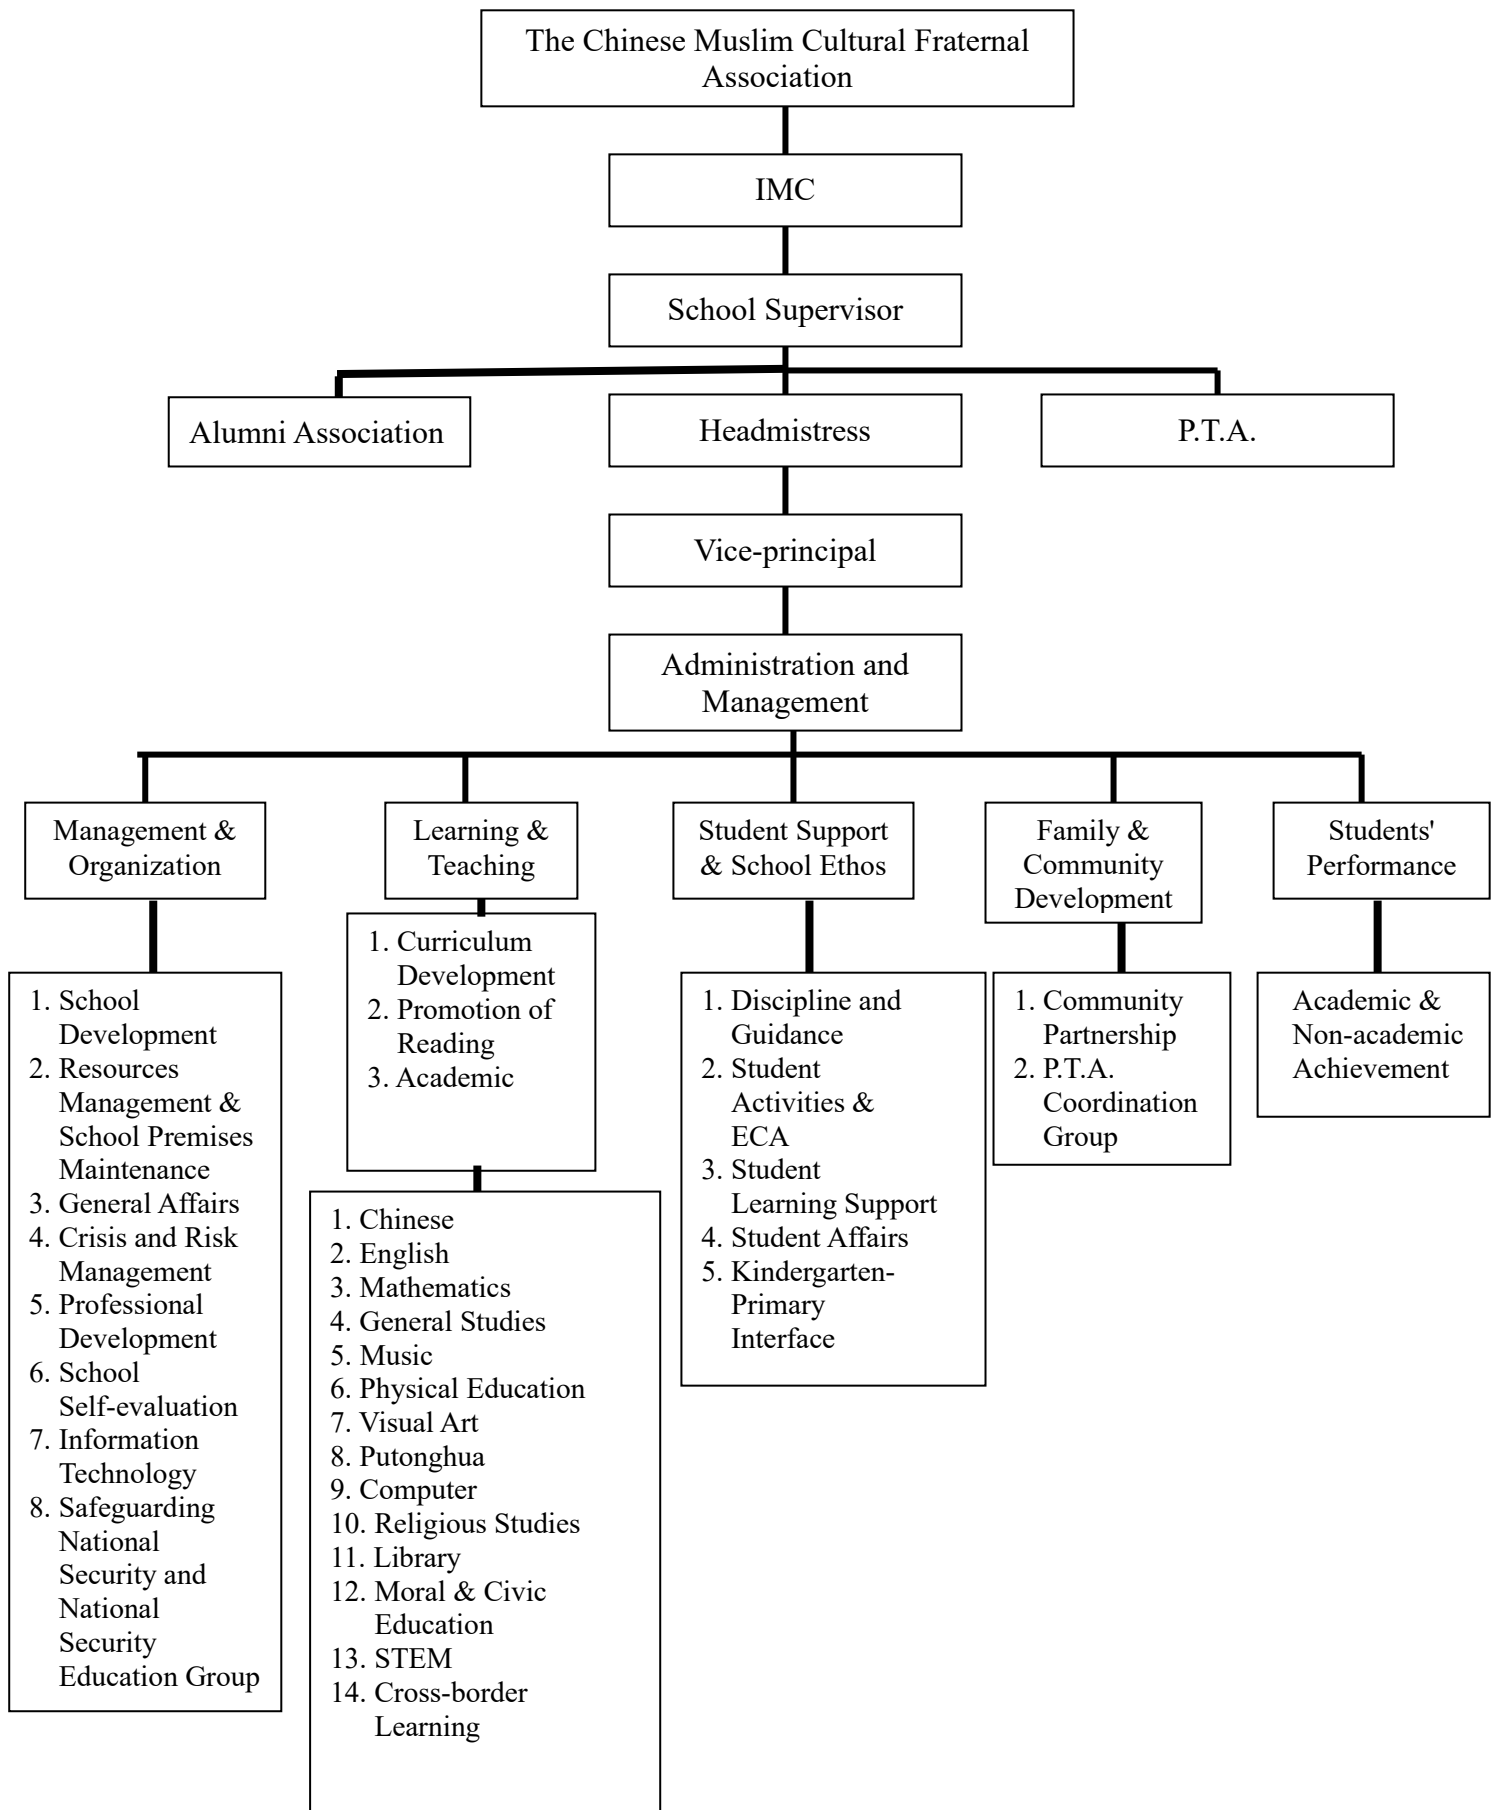 The Chinese Muslim Cultural Fraternal
Association
IMC
School Supervisor
Alumni Association
Headmistress
P.T.A.
Vice-principal
Administration and
Management
Management &
Organization
Learning &
Teaching
Student Support
& School Ethos
Family &
Community
Development
Students'
Performance
1. School
Development
2. Resources
Management &
School Premises
Maintenance
3. General Affairs
4. Crisis and Risk
Management
5. Professional
Development
6. School
Self-evaluation
7. Information
Technology
8. Safeguarding
National
Security and
National
Security
Education Group
1. Curriculum
Development
2. Promotion of
Reading
3. Academic
1. Chinese
2. English
3. Mathematics
4. General Studies
5. Music
6. Physical Education
7. Visual Art
8. Putonghua
9. Computer
10. Religious Studies
11. Library
12. Moral & Civic
Education
13. STEM
14. Cross-border
Learning
1. Discipline and
Guidance
2. Student
Activities &
ECA
3. Student
Learning Support
4. Student Affairs
5. Kindergarten-
Primary
Interface
1. Community
Partnership
2. P.T.A.
Coordination
Group
Academic &
Non-academic
Achievement